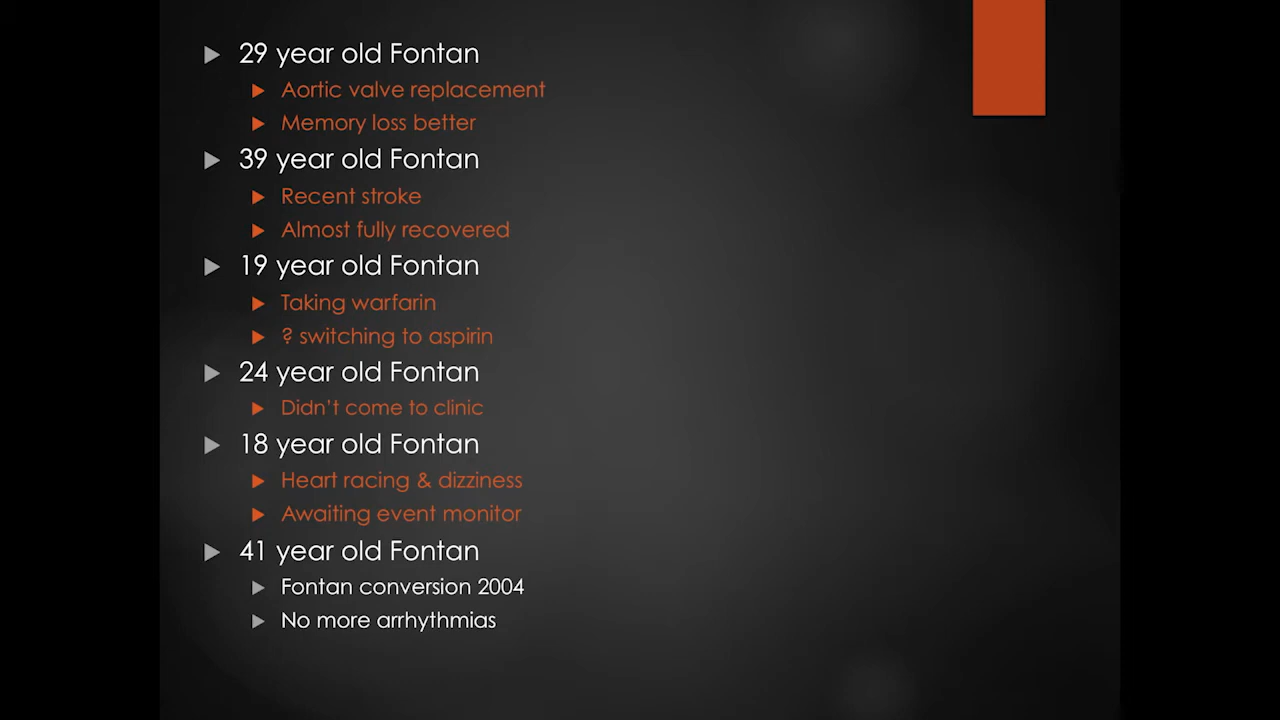 29 year old Fontan
Aortic valve replacement
Memory loss better
39 year old Fontan
Recent stroke
Almost fully recovered
19 year old Fontan
Taking warfarin
? switching to aspirin
24 year old Fontan
Didn't come to clinic
18 year old Fontan
Heart racing & dizziness
Awaiting event monitor
41 year old Fontan
Fontan conversion 2004
No more arrhythmias